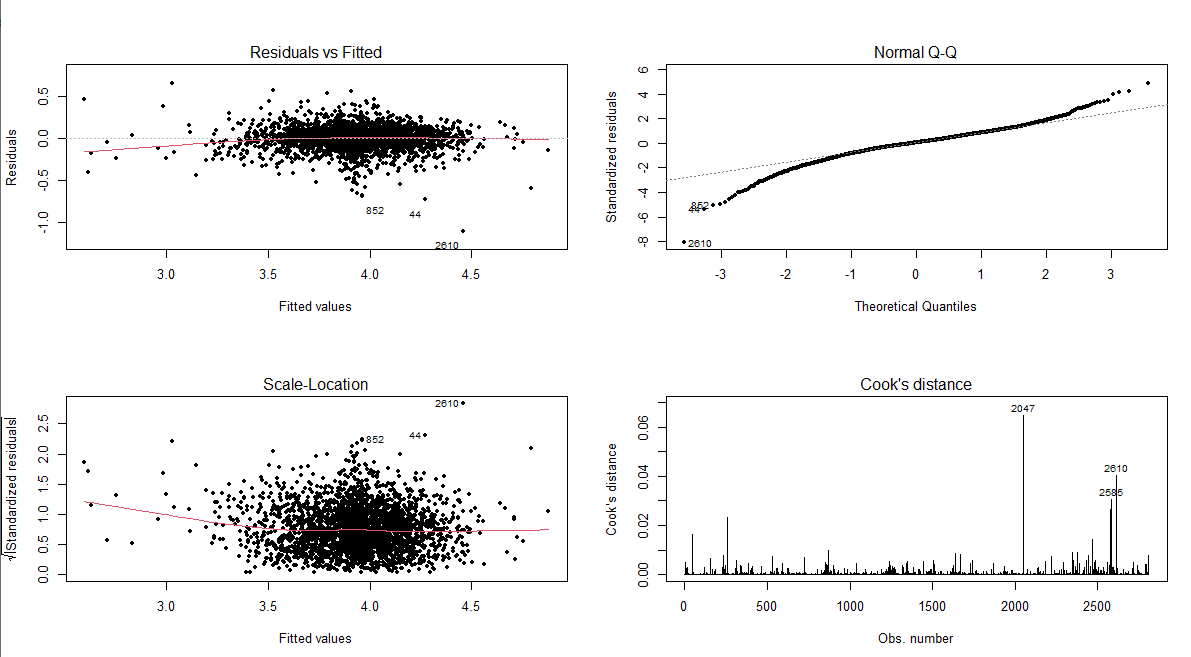 Residuals vs Fitted
Residuals
0.5
0.0
-0.5
-1.0
852
44
2610
3.0 3.5 4.0 4.5
Fitted values
Normal Q-Q
Standardized residuals
6
4
2
0
-2
-4
-6
-8
852
44
2610
-3 -2 -1 0 1 2 3
Theoretical Quantiles
Scale-Location
√|Standardized residuals|
2.5
2.0
1.5
1.0
0.5
0.0
2610
852
44
3.0 3.5 4.0 4.5
Fitted values
Cook's distance
Cook's distance
0.06
0.04
0.02
0.00
2047
2610
2585
0 500 1000 1500 2000 2500
Obs. number